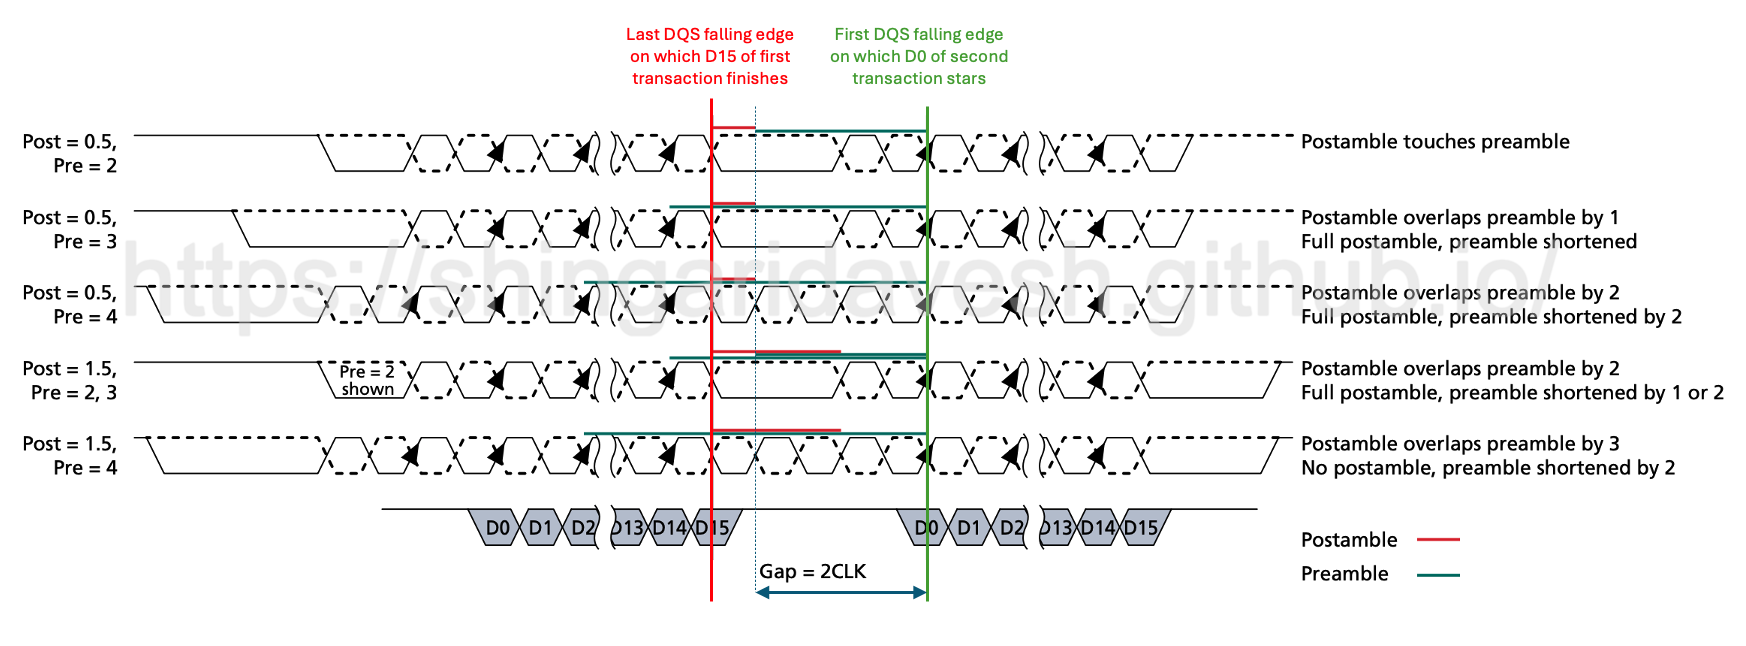 Last DQS falling edge
on which D15 of first
transaction finishes
First DQS falling edge
on which D0 of second
transaction stars
Post = 0.5,
Pre = 2
Postamble touches preamble
Post = 0.5,
Pre = 3
Postamble overlaps preamble by 1
Full postamble, preamble shortened
https://shingaridavesh.github.io/
Post = 0.5,
Pre = 4
Postamble overlaps preamble by 2
Full postamble, preamble shortened by 2
Post = 1.5,
Pre = 2, 3
Pre = 2
shown
Postamble overlaps preamble by 2
Full postamble, preamble shortened by 1 or 2
Post = 1.5,
Pre = 4
Postamble overlaps preamble by 3
No postamble, preamble shortened by 2
D0 D1 D2 D13 D14 D15 D0 D1 D2 D13 D14 D15
Postamble
Gap = 2CLK
Preamble